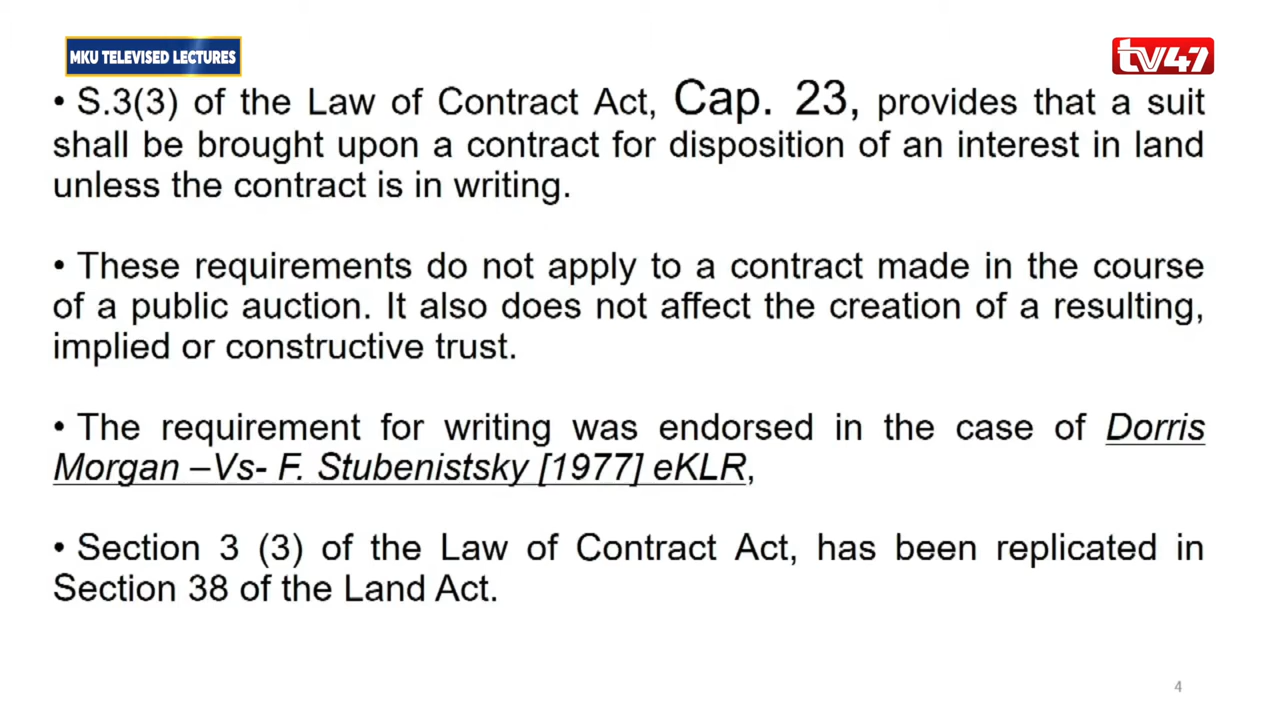 MKU TELEVISED LECTURES
tv47
• S.3(3) of the Law of Contract Act, Cap. 23, provides that a suit
shall be brought upon a contract for disposition of an interest in land
unless the contract is in writing.
• These requirements do not apply to a contract made in the course
of a public auction. It also does not affect the creation of a resulting,
implied or constructive trust.
• The requirement for writing was endorsed in the case of Dorris
Morgan –Vs- F. Stubenistsky [1977] eKLR,
• Section 3 (3) of the Law of Contract Act, has been replicated in
Section 38 of the Land Act.
4